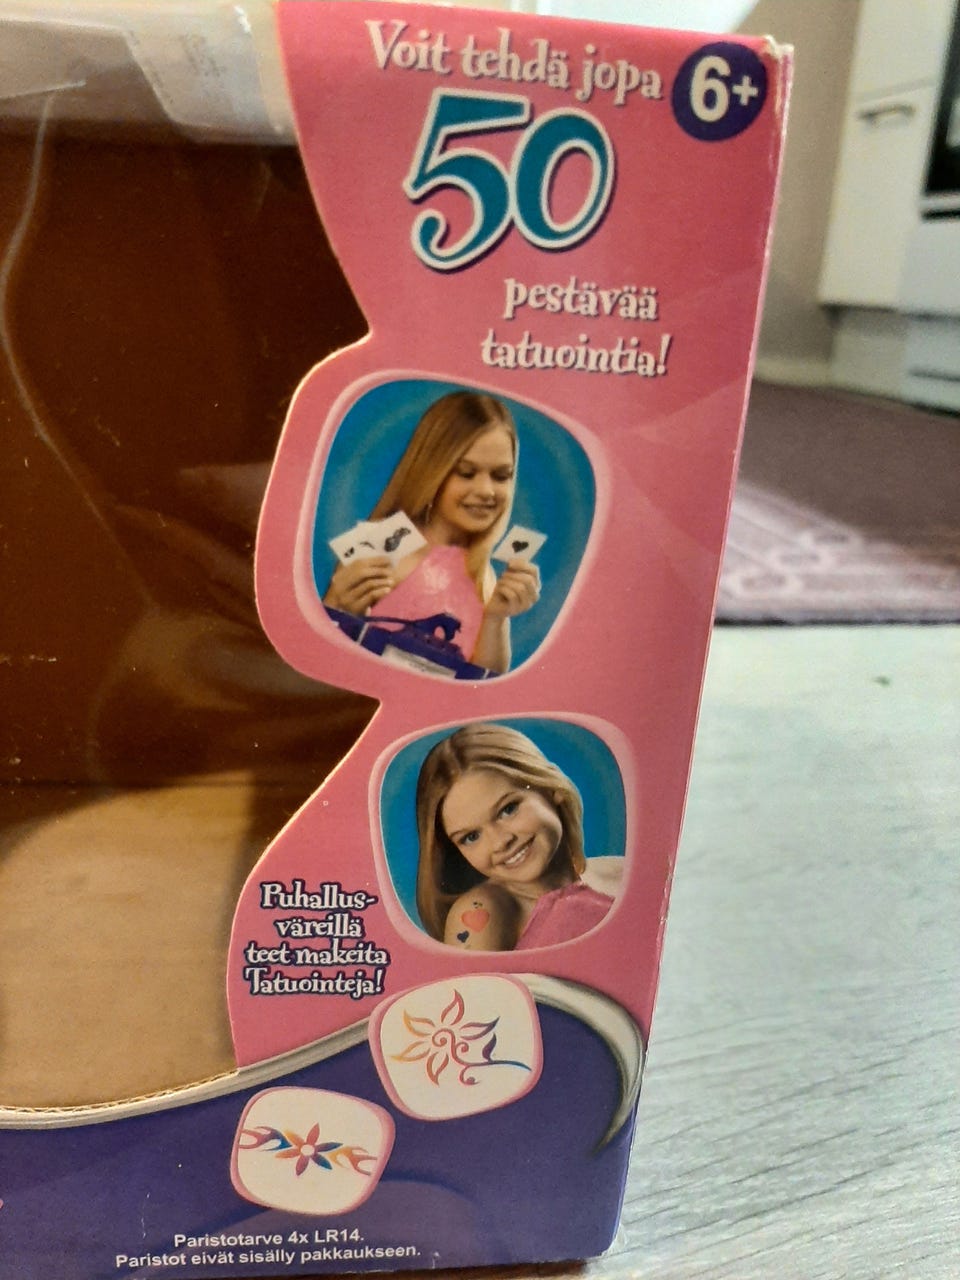 Voit tehdä jopa
6+
50
pestävää
tatuointia!
Puhallus-
väreillä
teet makeita
Tatuointeja!
Paristotarve 4x LR14.
Paristot eivät sisälly pakkaukseen.